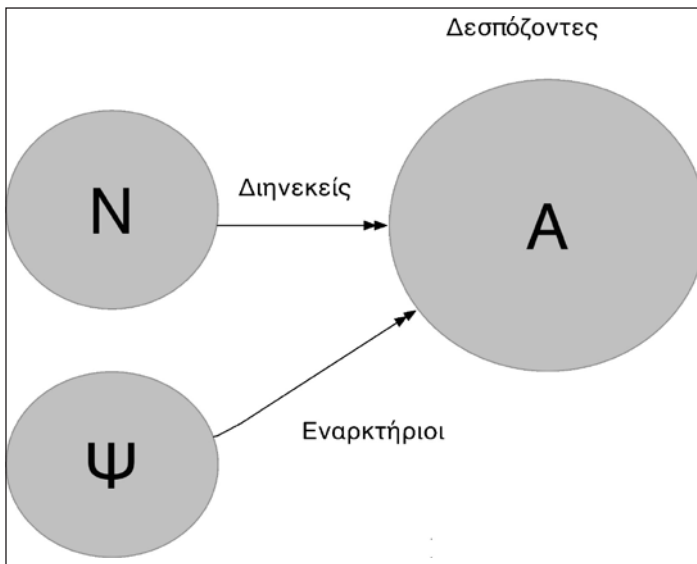 Δεσπόζοντες
Ν
Διηνεκείς
Α
Ψ
Εναρκτήριοι